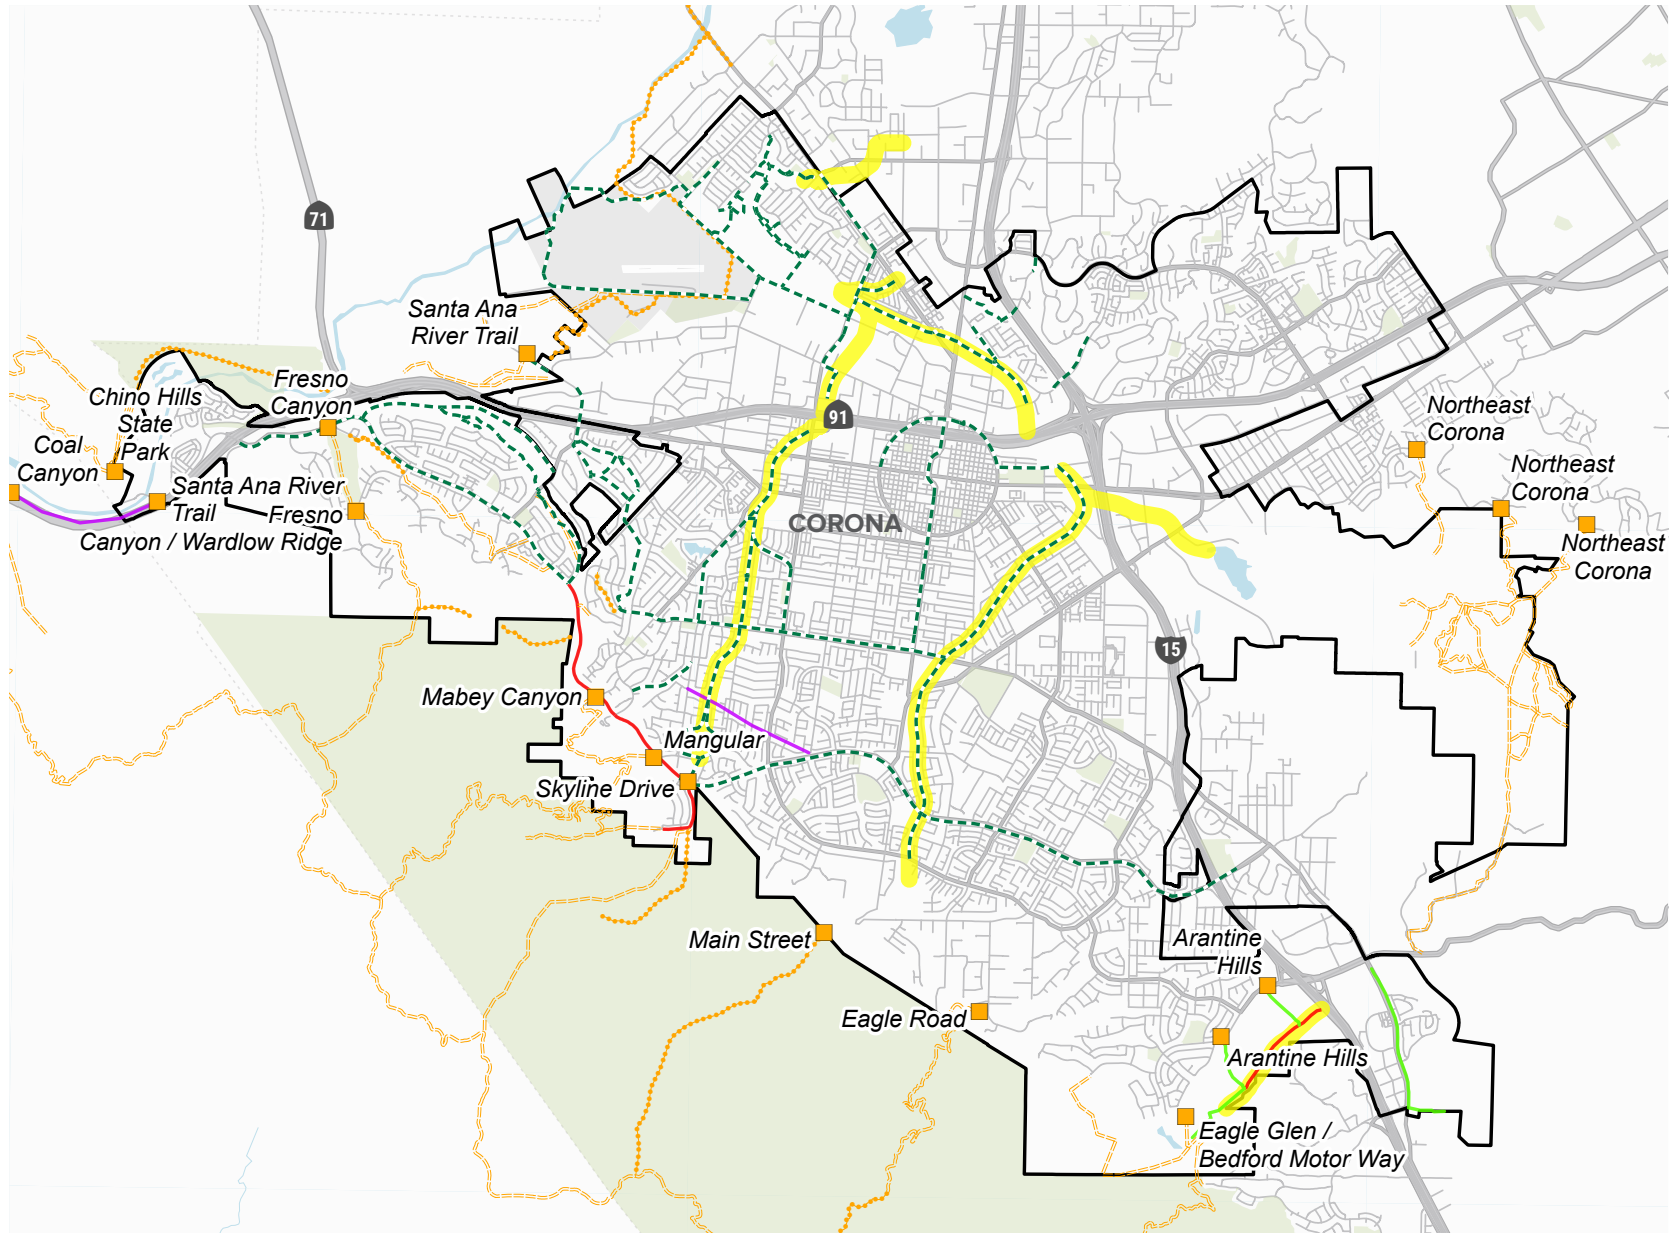 71
Santa Ana
River Trail
Fresno
Canyon
Chino Hills
State
Park
Coal
Canyon
Santa Ana River
Trail
Fresno
Canyon / Wardlow Ridge
91
CORONA
Northeast
Corona
Northeast
Corona
Northeast
Corona
15
Mabey Canyon
Mangular
Skyline Drive
Main Street
Eagle Road
Arantine
Hills
Arantine Hills
Eagle Glen /
Bedford Motor Way